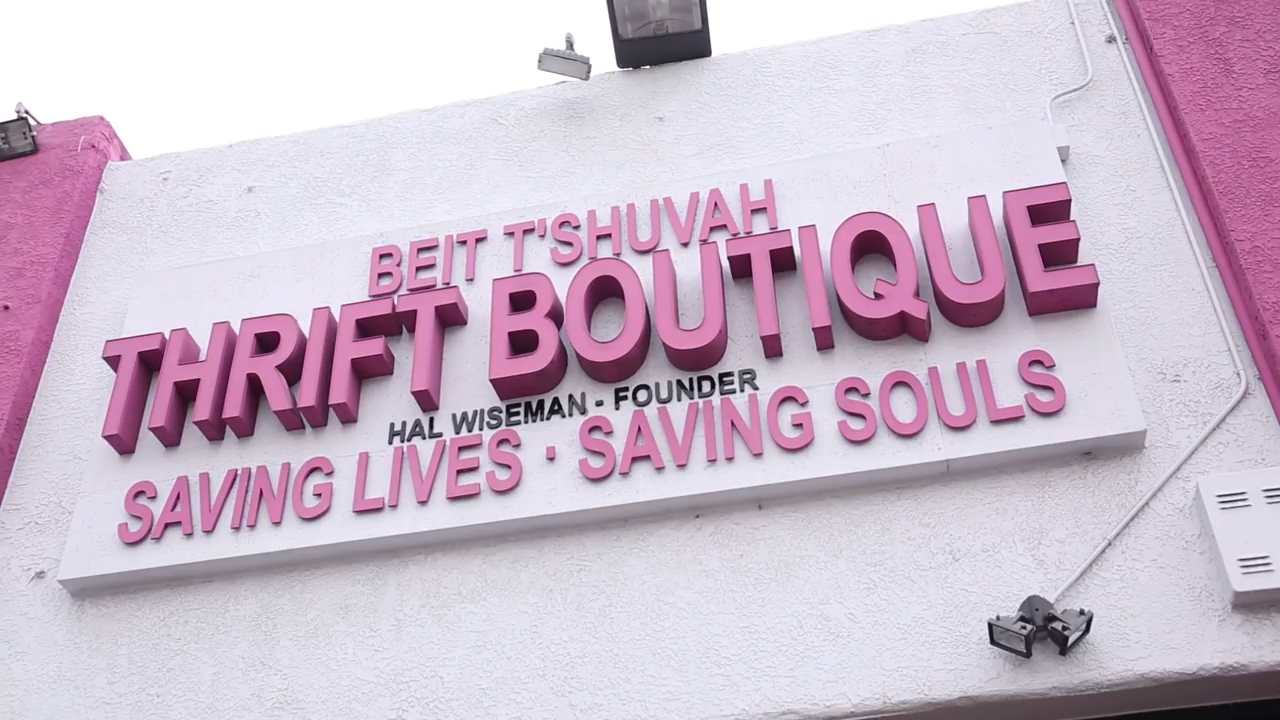 BEIT T'SHUVAH
THRIFT BOUTIQUE
HAL WISEMAN - FOUNDER
SAVING LIVES · SAVING SOULS